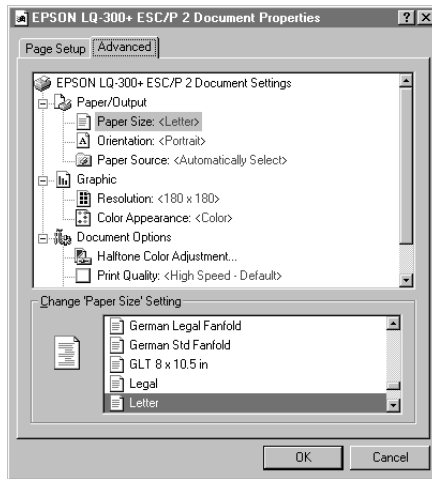 EPSON LQ-300+ ESC/P 2 Document Properties
Page Setup
Advanced
EPSON LQ-300+ ESC/P 2 Document Settings
Paper/Output
Paper Size: <Letter>
Orientation: <Portrait>
Paper Source: <Automatically Select>
Graphic
Resolution: <180 x 180>
Color Appearance: <Color>
Document Options
Halftone Color Adjustment...
Print Quality: <High Speed - Default>
Change 'Paper Size' Setting
German Legal Fanfold
German Std Fanfold
GLT 8 x 10.5 in
Legal
Letter
OK
Cancel